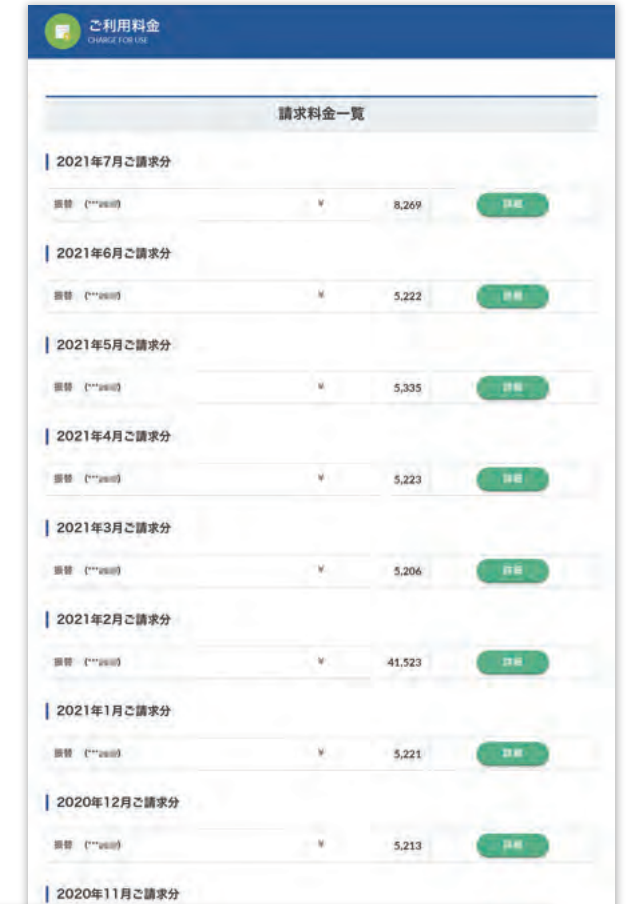 ご利用料金
CHARGE FOR USE
請求料金一覧
2021年7月ご請求分
振替 ¥ 8,269 詳細
2021年6月ご請求分
振替 ¥ 5,222 詳細
2021年5月ご請求分
振替 ¥ 5,335 詳細
2021年4月ご請求分
振替 ¥ 5,223 詳細
2021年3月ご請求分
振替 ¥ 5,206 詳細
2021年2月ご請求分
振替 ¥ 41,523 詳細
2021年1月ご請求分
振替 ¥ 5,221 詳細
2020年12月ご請求分
振替 ¥ 5,213 詳細
2020年11月ご請求分